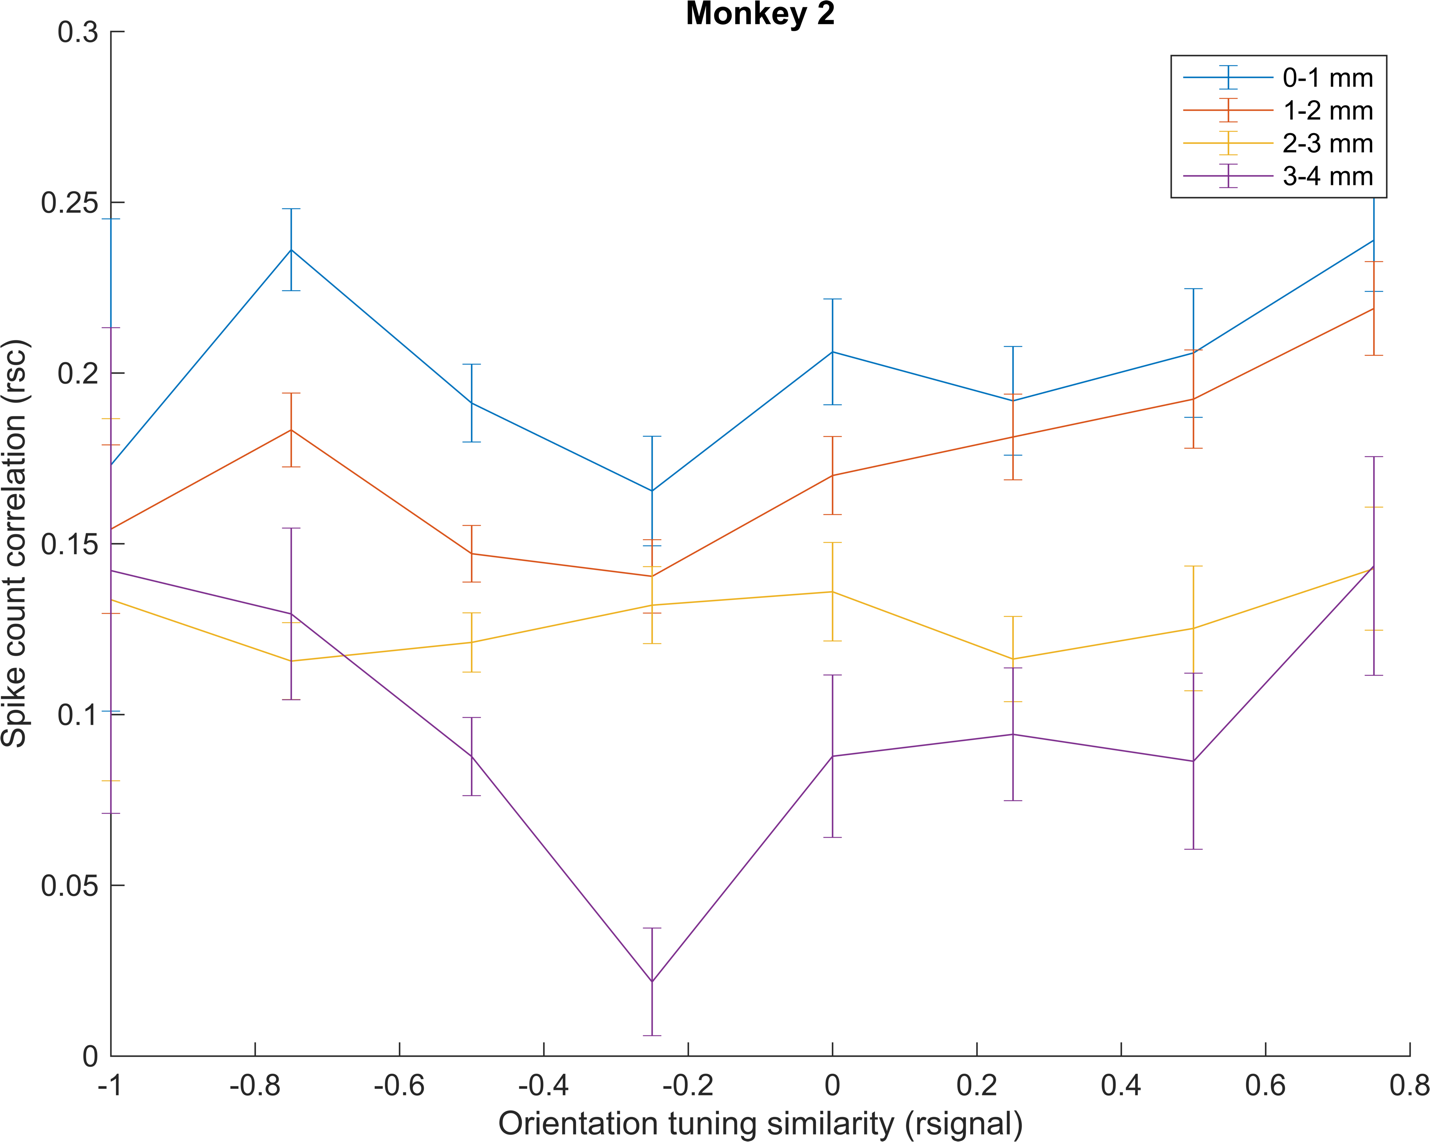 Monkey 2
0.3
0.25
0.2
0.15
0.1
0.05
0
Spike count correlation (rsc)
0-1 mm
1-2 mm
2-3 mm
3-4 mm
-1 -0.8 -0.6 -0.4 -0.2 0 0.2 0.4 0.6 0.8
Orientation tuning similarity (rsignal)